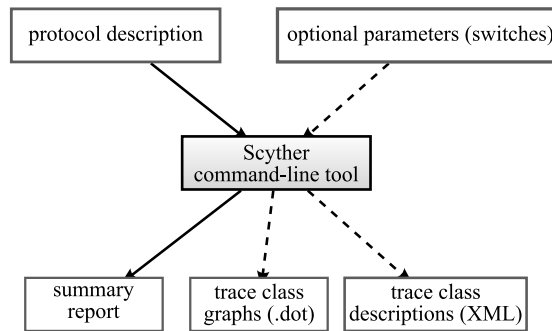 protocol description
optional parameters (switches)
Scyther
command-line tool
summary
report
trace class
graphs (.dot)
trace class
descriptions (XML)